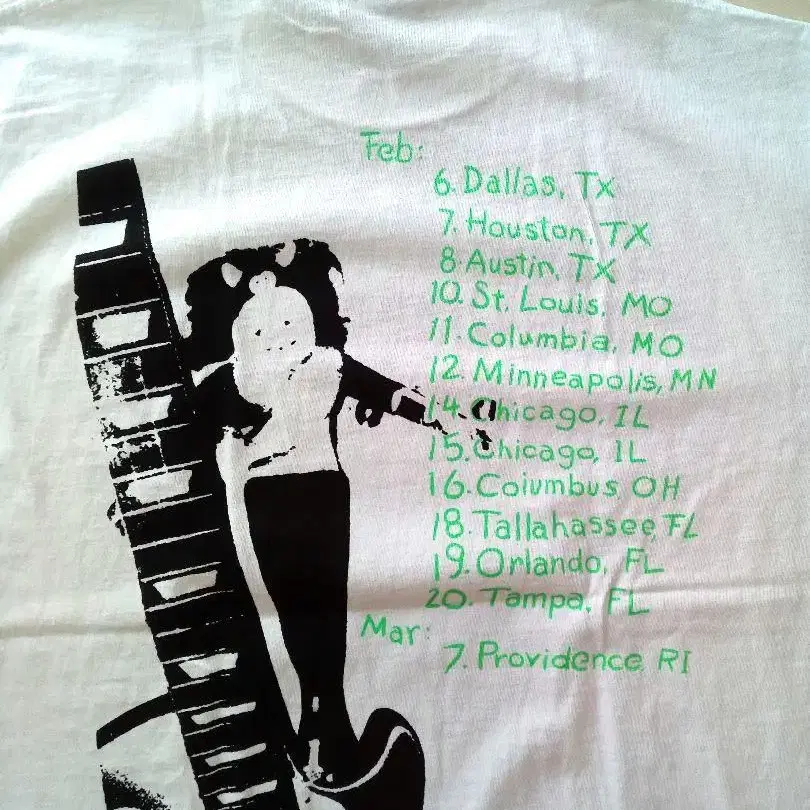 Feb:
6. Dallas, TX
7. Houston, TX
8 Austin, TX
10. St. Louis, MO
11. Columbia, MO
12 Minneapolis, MN
14. Chicago, IL
15. Chicago, IL
16. Columbus OH
18. Tallahassee, FL
19. Orlando, FL
20. Tampa, FL
Mar:
7. Providence RI